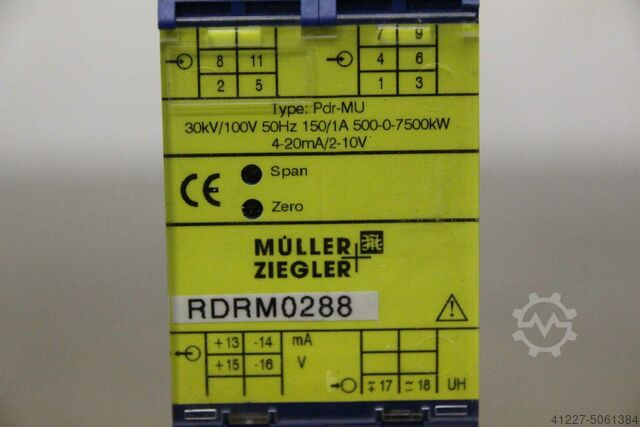 7 9
8 11 4 6
2 5 1 3
Type: Pdr-MU
30kV/100V 50Hz 150/1A 500-0-7500kW
4-20mA/2-10V
CE
Span
Zero
MÜLLER
ZIEGLER
RDRM0288
+13 -14 mA
+15 -16 V
≂17 ≂18 UH
41227-5061384